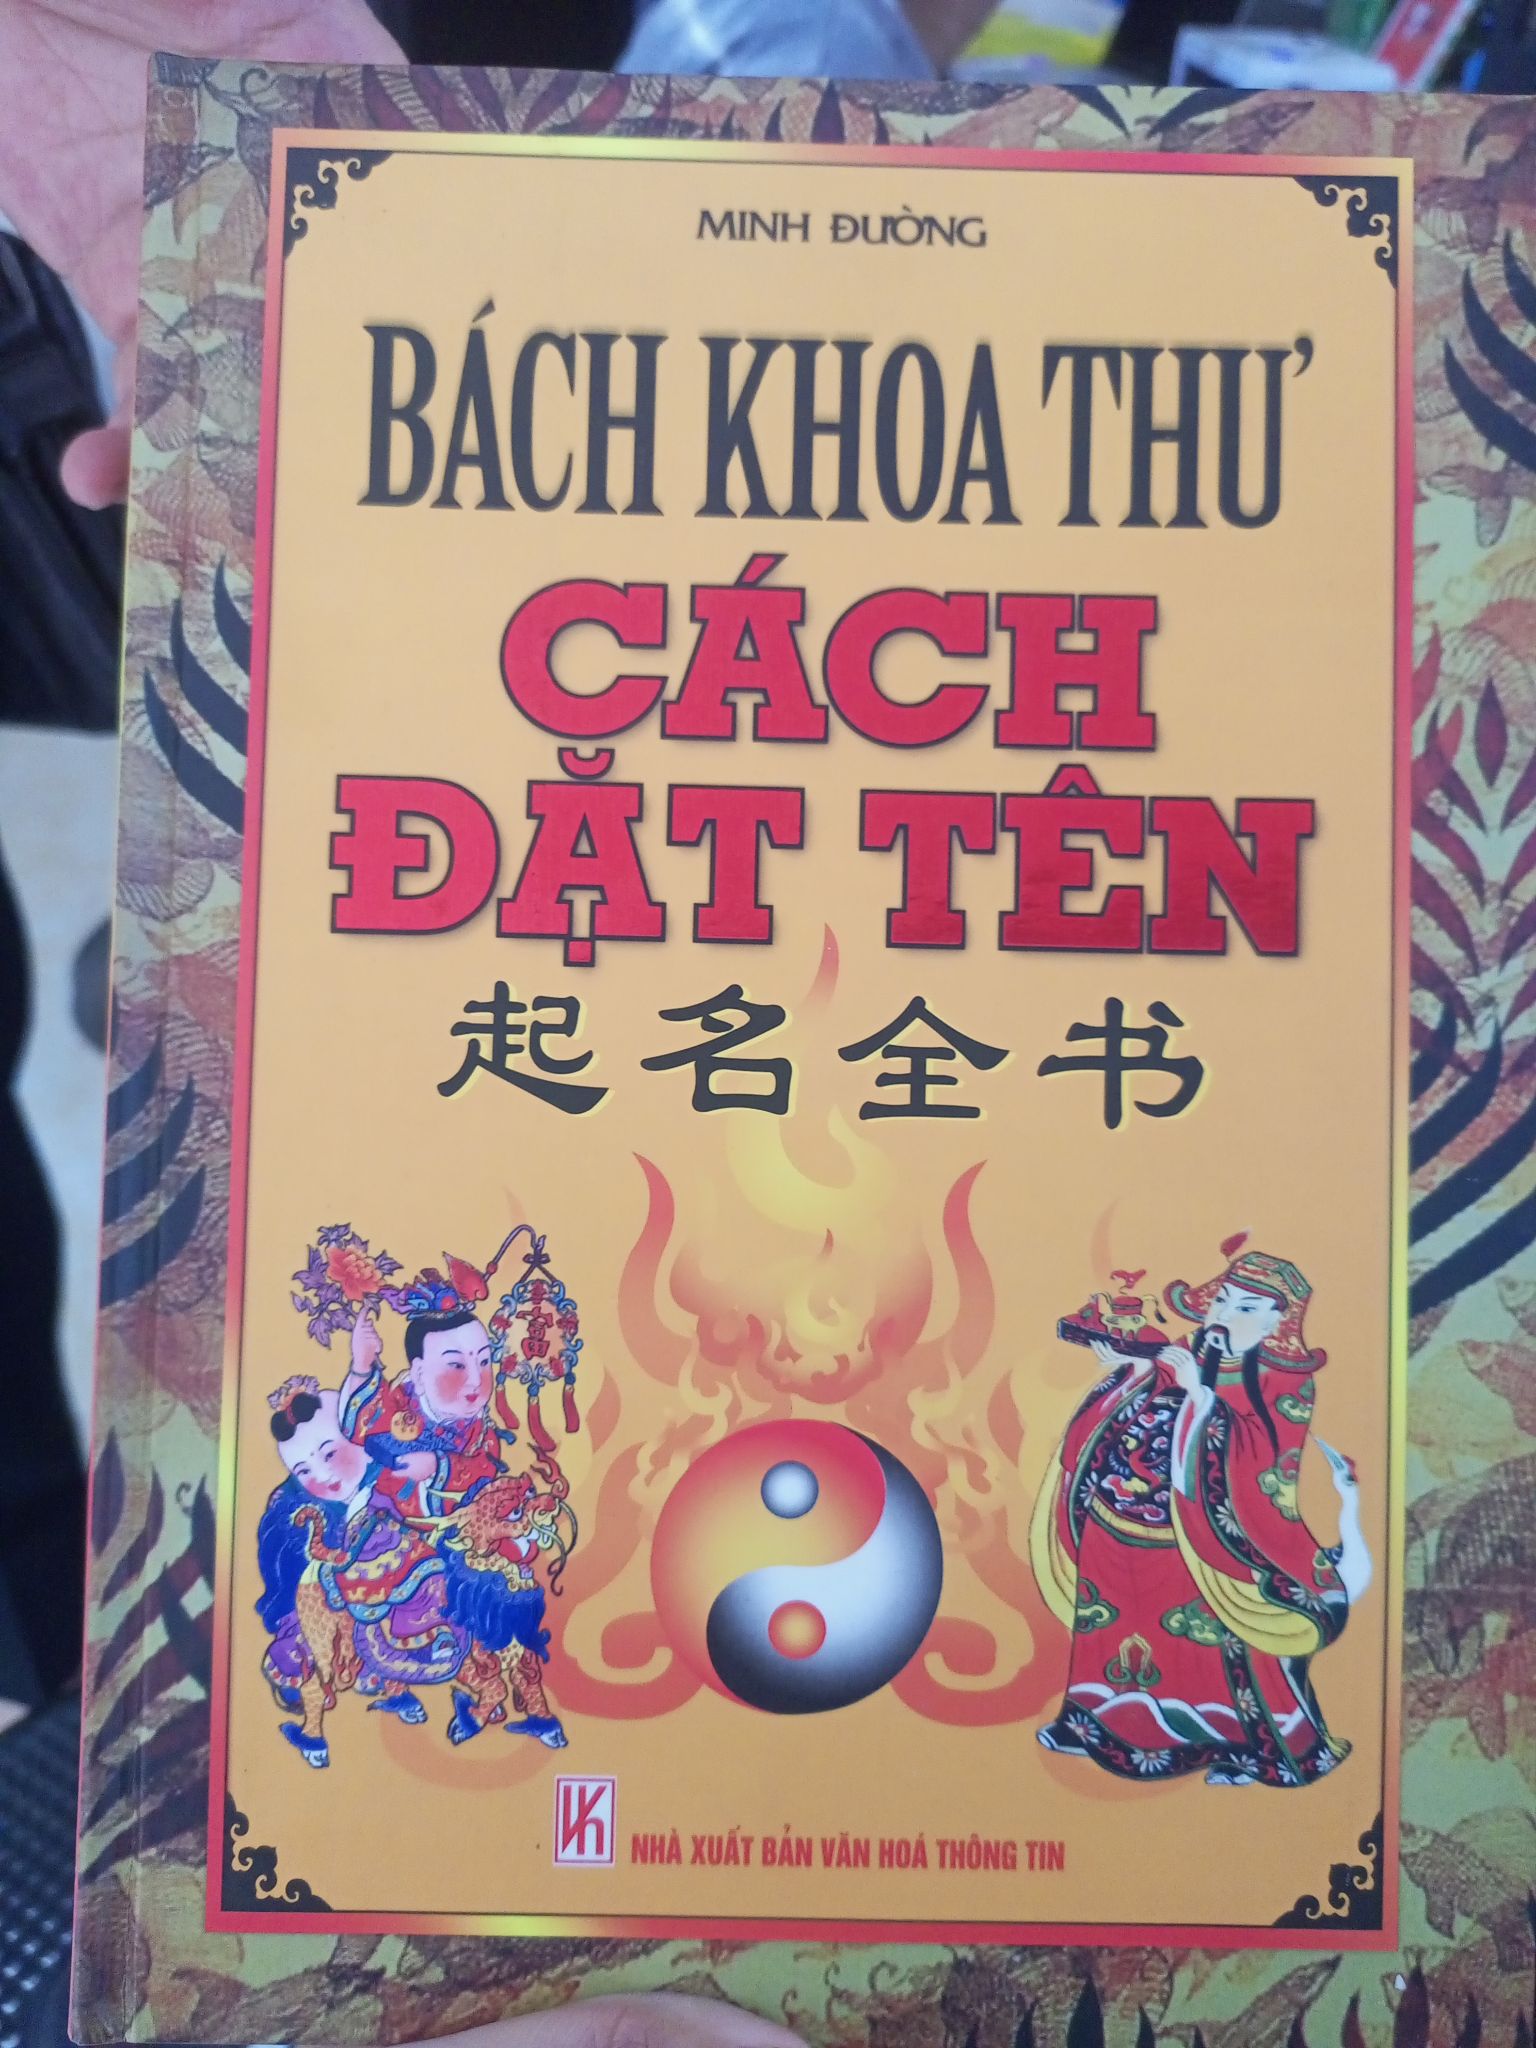 MINH ĐƯỜNG
BÁCH KHOA THƯ
CÁCH
ĐẶT TÊN
起名全书
富
NHÀ XUẤT BẢN VĂN HOÁ THÔNG TIN